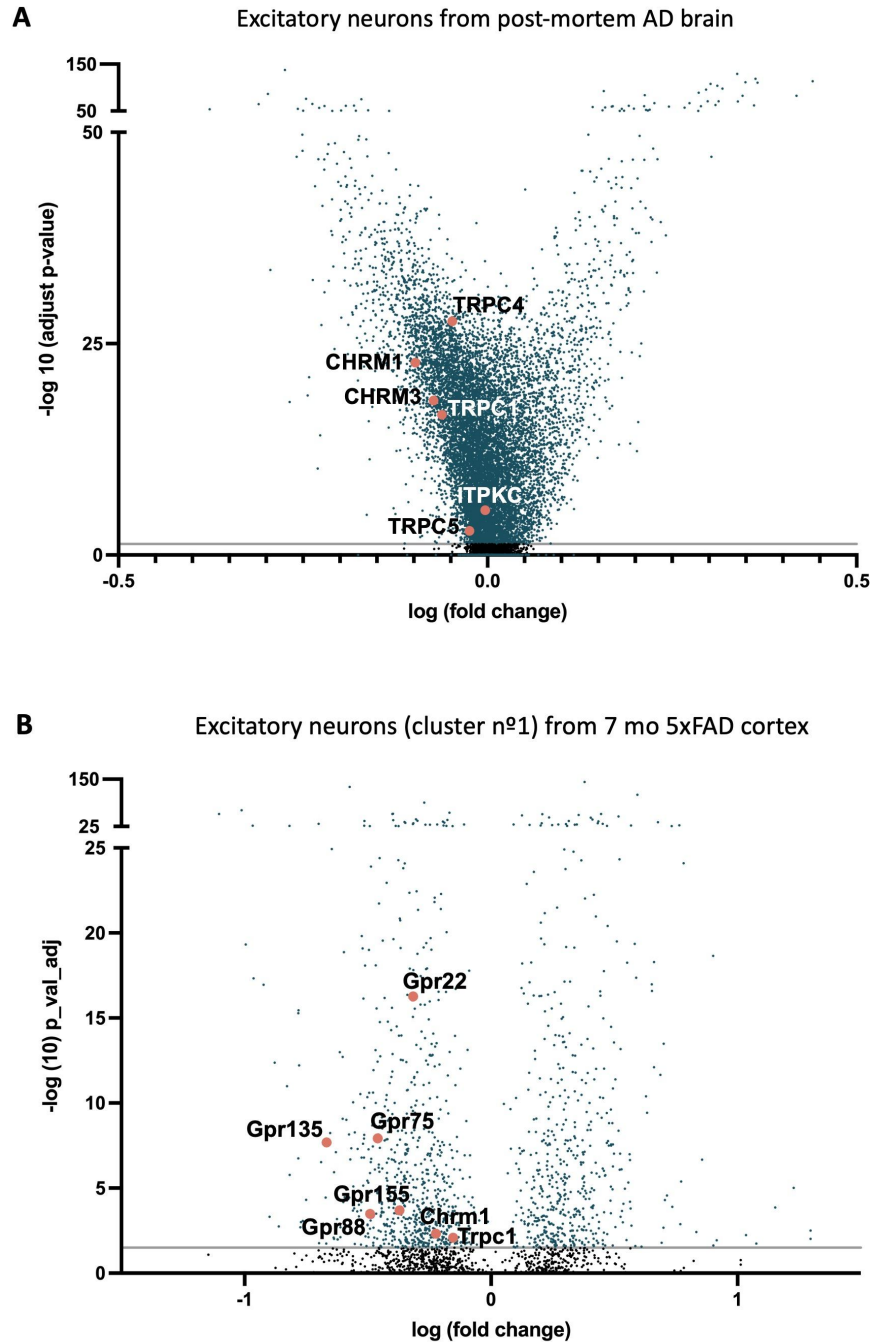 A
Excitatory neurons from post-mortem AD brain
150
50
50
-log 10 (adjust p-value)
TRPC4
25
CHRM1
CHRM3
TRPC1
ITPKC
TRPC5
0
-0.5
0.0
0.5
log (fold change)
B
Excitatory neurons (cluster nº1) from 7 mo 5xFAD cortex
150
25
25
-log (10) p_val_adj
20
Gpr22
15
10
Gpr135
Gpr75
5
Gpr155
Gpr88
Chrm1
Trpc1
0
-1
0
1
log (fold change)